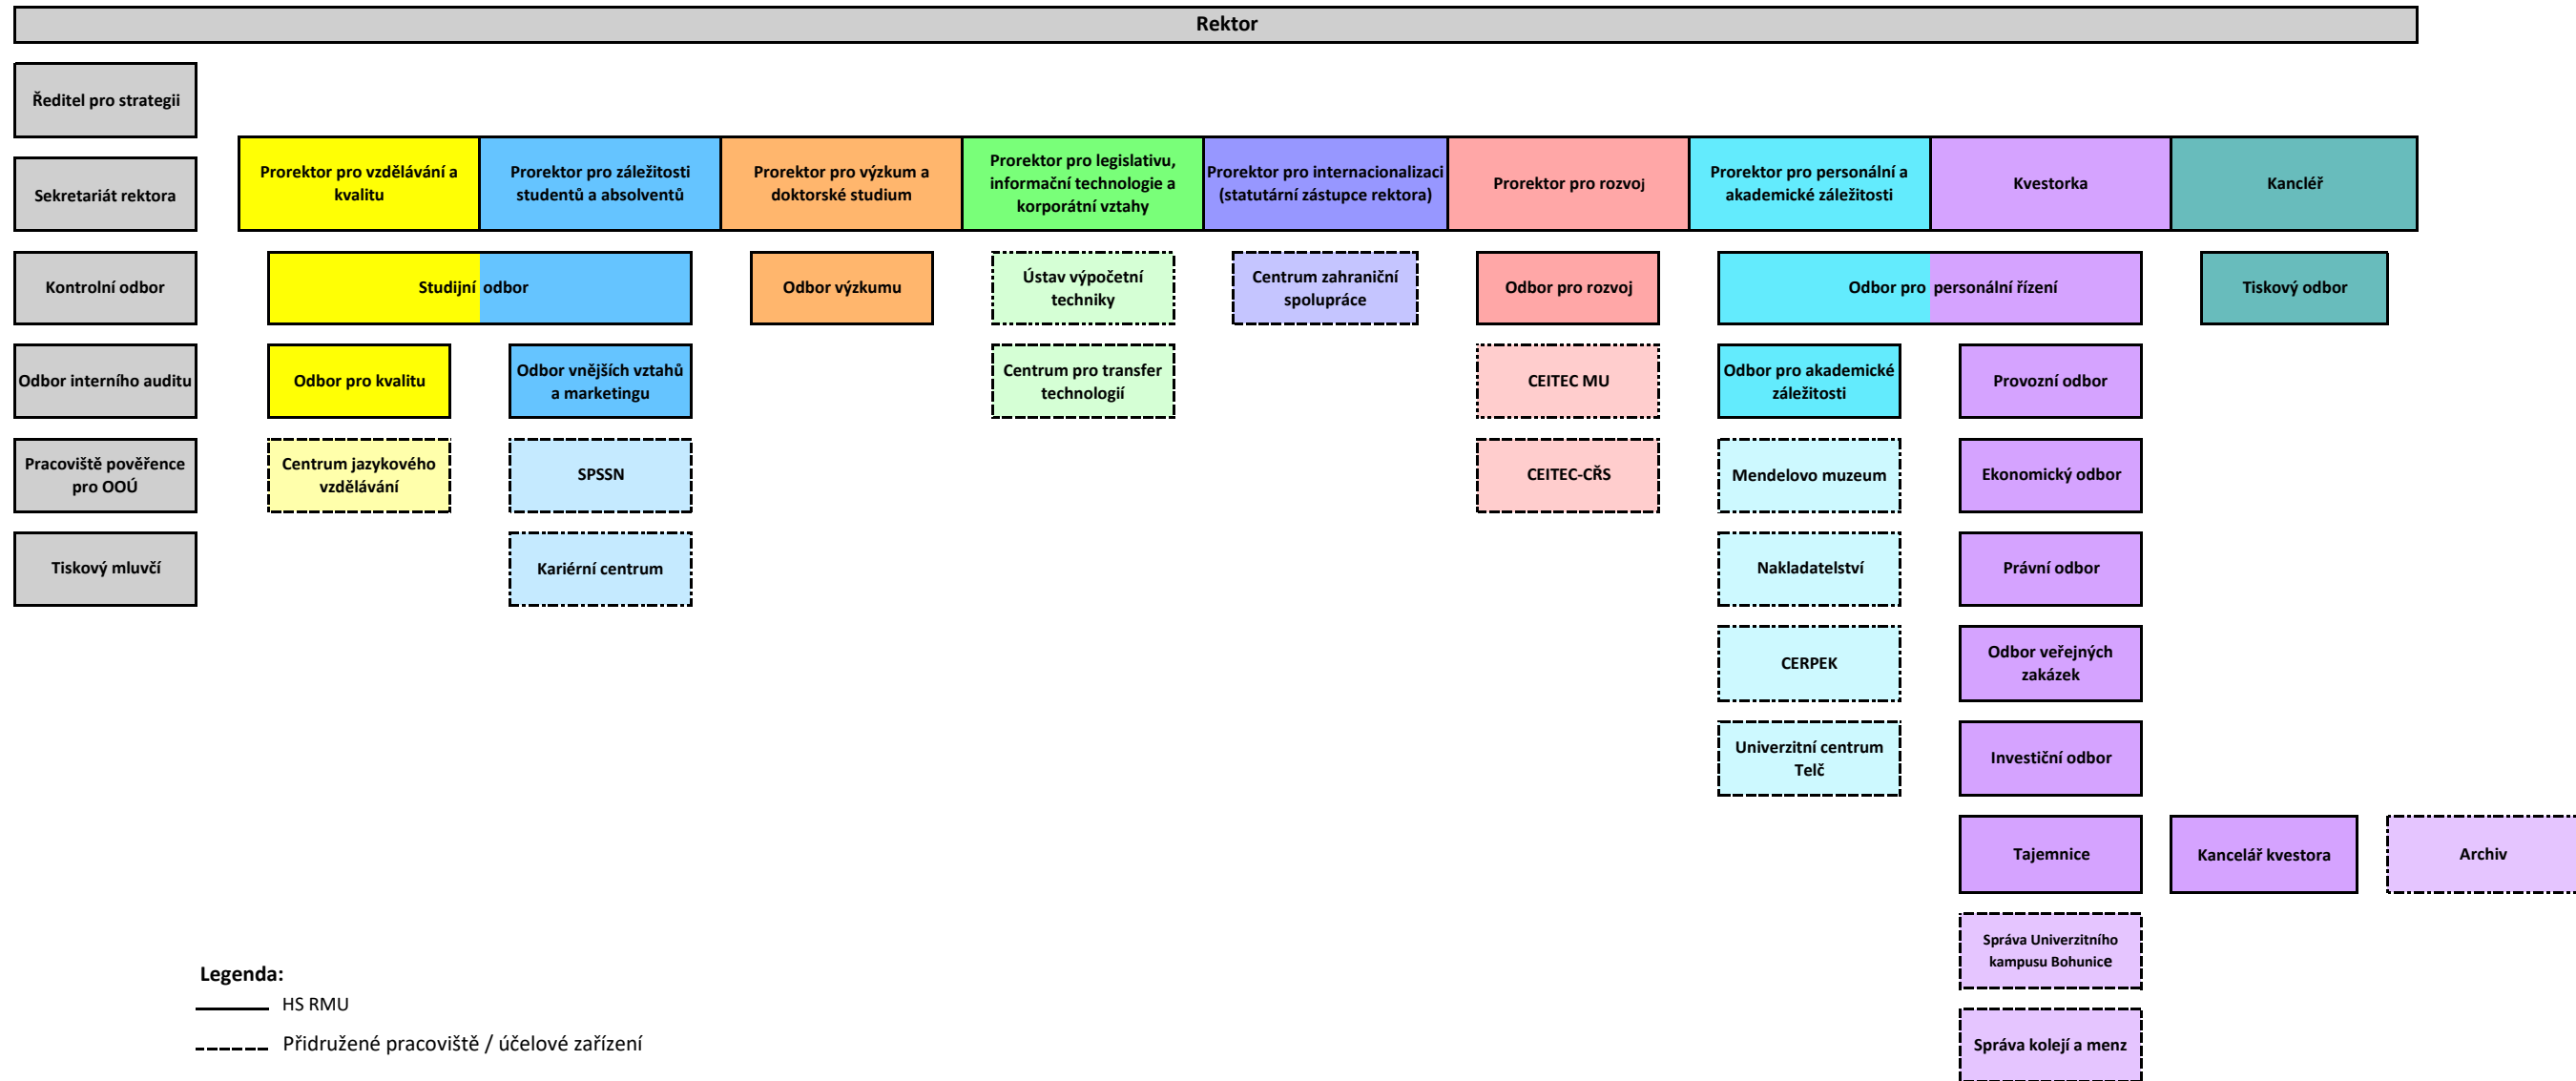 Rektor
Ředitel pro strategii
Sekretariát rektora
Prorektor pro vzdělávání a
kvalitu
Prorektor pro záležitosti
studentů a absolventů
Prorektor pro výzkum a
doktorské studium
Prorektor pro legislativu,
informační technologie a
korporátní vztahy
Prorektor pro internacionalizaci
(statutární zástupce rektora)
Prorektor pro rozvoj
Prorektor pro personální a
akademické záležitosti
Kvestorka
Kancléř
Kontrolní odbor
Studijní odbor
Odbor výzkumu
Ústav výpočetní
techniky
Centrum zahraniční
spolupráce
Odbor pro rozvoj
Odbor pro personální řízení
Tiskový odbor
Odbor interního auditu
Odbor pro kvalitu
Odbor vnějších vztahů
a marketingu
Centrum pro transfer
technologií
CEITEC MU
Odbor pro akademické
záležitosti
Provozní odbor
Pracoviště pověřence
pro OOÚ
Centrum jazykového
vzdělávání
SPSSN
CEITEC-CŘS
Mendelovo muzeum
Ekonomický odbor
Tiskový mluvčí
Kariérní centrum
Nakladatelství
Právní odbor
CERPEK
Odbor veřejných
zakázek
Univerzitní centrum
Telč
Investiční odbor
Tajemnice
Kancelář kvestora
Archiv
Správa Univerzitního
kampusu Bohunice
Správa kolejí a menz
Legenda:
HS RMU
Přidružené pracoviště / účelové zařízení